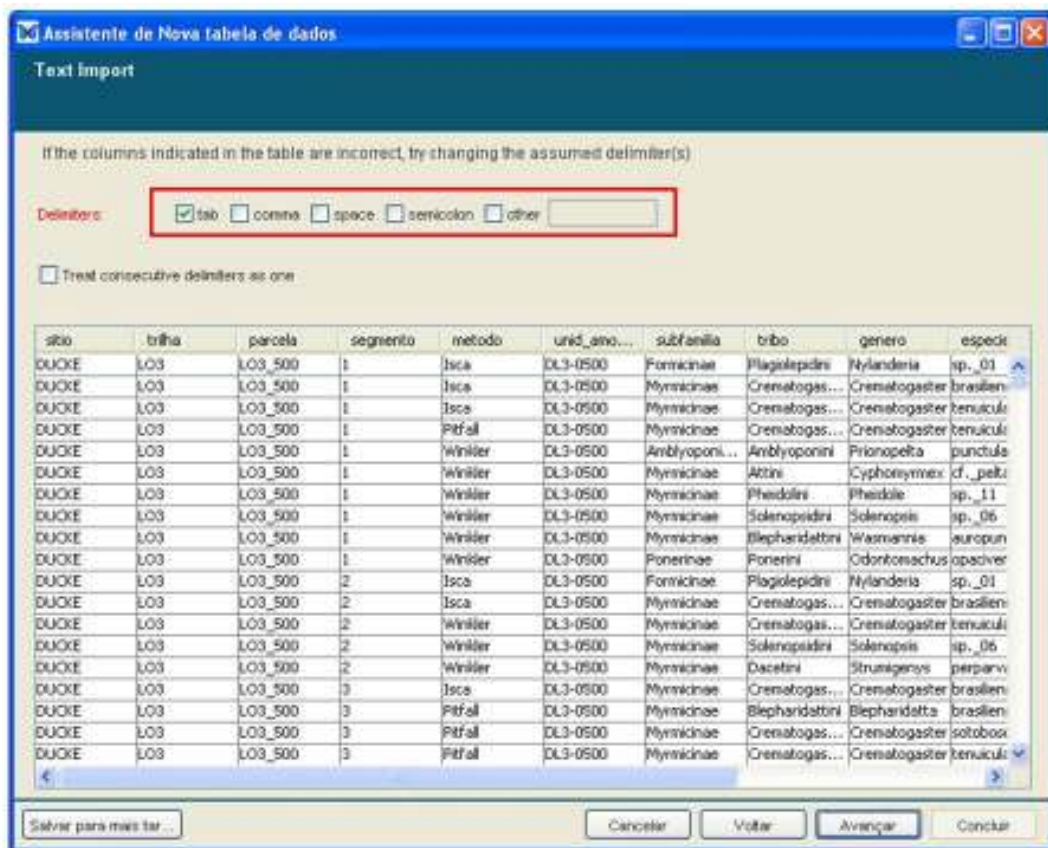 Assistente de Nova tabela de dados
Text Import
If the columns indicated in the table are incorrect, try changing the assumed delimiter(s)
Delimiters: tab comma space semicolon other
Treat consecutive delimiters as one
sitio trilha parcela segmento metodo unid_amo... subfamilia tribo genero especie
DUCKE LO3 LO3_500 1 Isca DL3-0500 Formicinae Plagiolepidini Nylanderia sp._01
DUCKE LO3 LO3_500 1 Isca DL3-0500 Myrmicinae Crematogas... Crematogaster brasilien
DUCKE LO3 LO3_500 1 Isca DL3-0500 Myrmicinae Crematogas... Crematogaster tenuicula
DUCKE LO3 LO3_500 1 Pitfall DL3-0500 Myrmicinae Crematogas... Crematogaster tenuicula
DUCKE LO3 LO3_500 1 Winkler DL3-0500 Amblyoponi... Amblyoponini Prionopelta punctula
DUCKE LO3 LO3_500 1 Winkler DL3-0500 Myrmicinae Attini Cyphomyrmex cf._pelta
DUCKE LO3 LO3_500 1 Winkler DL3-0500 Myrmicinae Pheidolini Pheidole sp._11
DUCKE LO3 LO3_500 1 Winkler DL3-0500 Myrmicinae Solenopsidini Solenopsis sp._06
DUCKE LO3 LO3_500 1 Winkler DL3-0500 Myrmicinae Blepharidattini Wasmannia auropun
DUCKE LO3 LO3_500 1 Winkler DL3-0500 Ponerinae Ponerini Odontomachus opaciven
DUCKE LO3 LO3_500 2 Isca DL3-0500 Formicinae Plagiolepidini Nylanderia sp._01
DUCKE LO3 LO3_500 2 Isca DL3-0500 Myrmicinae Crematogas... Crematogaster brasilien
DUCKE LO3 LO3_500 2 Winkler DL3-0500 Myrmicinae Crematogas... Crematogaster tenuicula
DUCKE LO3 LO3_500 2 Winkler DL3-0500 Myrmicinae Solenopsidini Solenopsis sp._06
DUCKE LO3 LO3_500 2 Winkler DL3-0500 Myrmicinae Dacetini Strumigenys perparva
DUCKE LO3 LO3_500 3 Isca DL3-0500 Myrmicinae Crematogas... Crematogaster brasilien
DUCKE LO3 LO3_500 3 Pitfall DL3-0500 Myrmicinae Blepharidattini Blepharidatta brasilien
DUCKE LO3 LO3_500 3 Pitfall DL3-0500 Myrmicinae Crematogas... Crematogaster sotobos
DUCKE LO3 LO3_500 3 Pitfall DL3-0500 Myrmicinae Crematogas... Crematogaster tenuicula
Salvar para mais tar... Cancelar Voltar Avançar Concluir